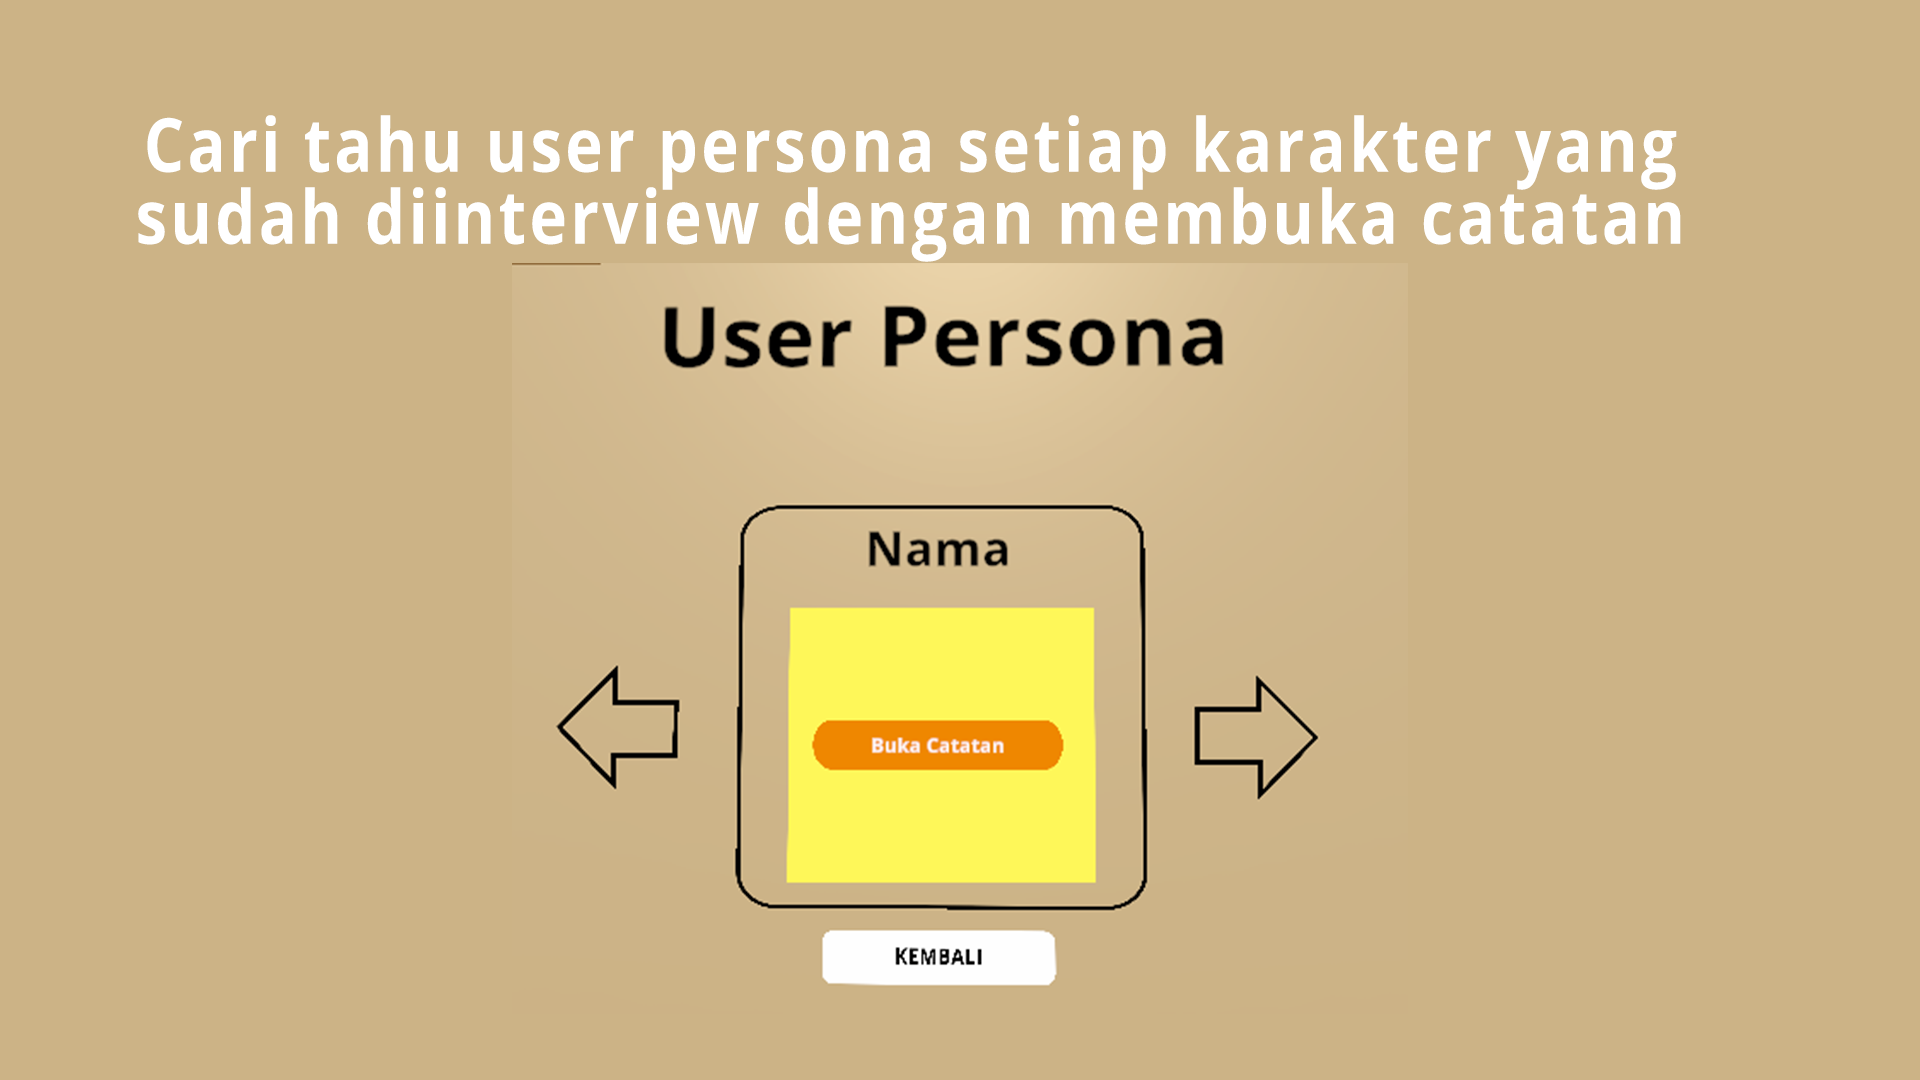 Cari tahu user persona setiap karakter yang
sudah diinterview dengan membuka catatan
User Persona
Nama
Buka Catatan
KEMBALI